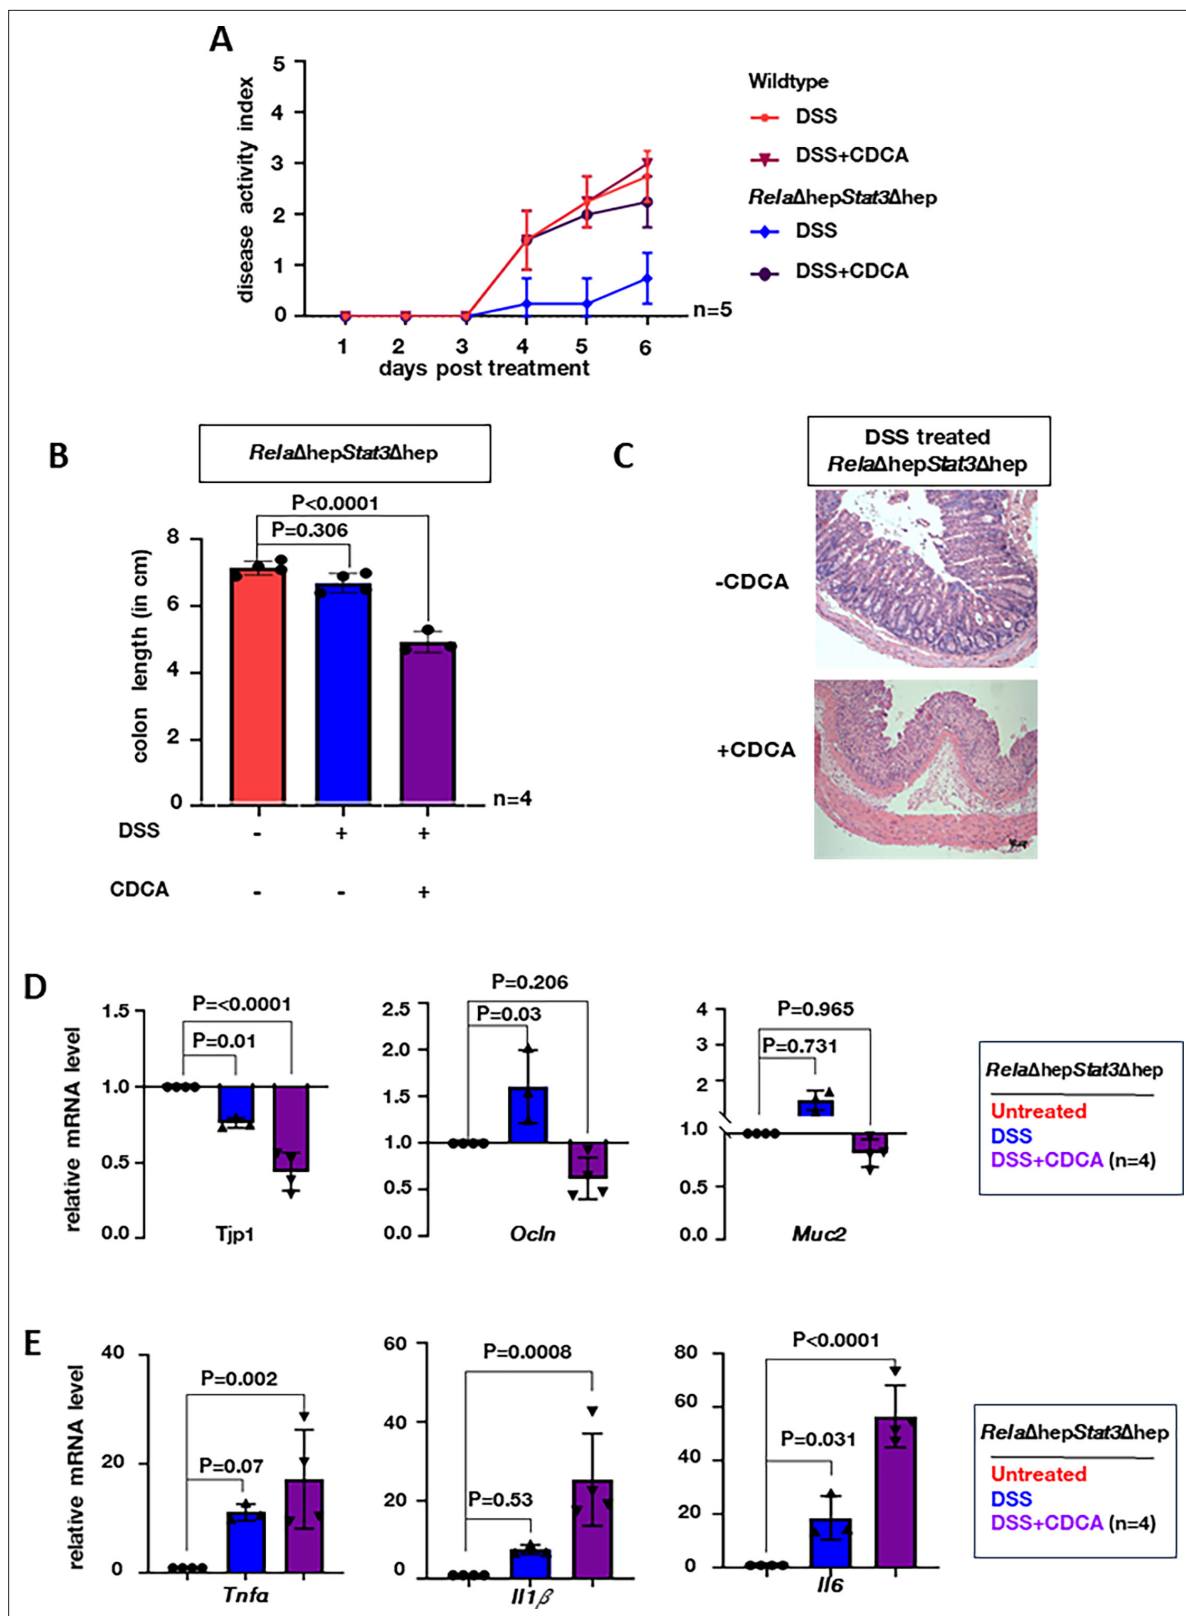 A
disease activity index
5
4
3
2
1
0
1 2 3 4 5 6
n=5
days post treatment
Wildtype
DSS
DSS+CDCA
RelaΔhepStat3Δhep
DSS
DSS+CDCA
B
RelaΔhepStat3Δhep
P<0.0001
P=0.306
colon length (in cm)
8
6
4
2
0
n=4
DSS - + +
CDCA - - +
C
DSS treated
RelaΔhepStat3Δhep
-CDCA
+CDCA
D
relative mRNA level
1.5
1.0
0.5
0.0
P=<0.0001
P=0.01
Tjp1
2.5
2.0
1.5
1.0
0.5
0.0
P=0.206
P=0.03
Ocln
4
3
2
1.0
0.5
0.0
P=0.965
P=0.731
Muc2
RelaΔhepStat3Δhep
Untreated
DSS
DSS+CDCA (n=4)
E
relative mRNA level
40
20
0
P=0.002
P=0.07
Tnfa
60
40
20
0
P=0.0008
P=0.53
Il1β
80
60
40
20
0
P<0.0001
P=0.031
Il6
RelaΔhepStat3Δhep
Untreated
DSS
DSS+CDCA (n=4)